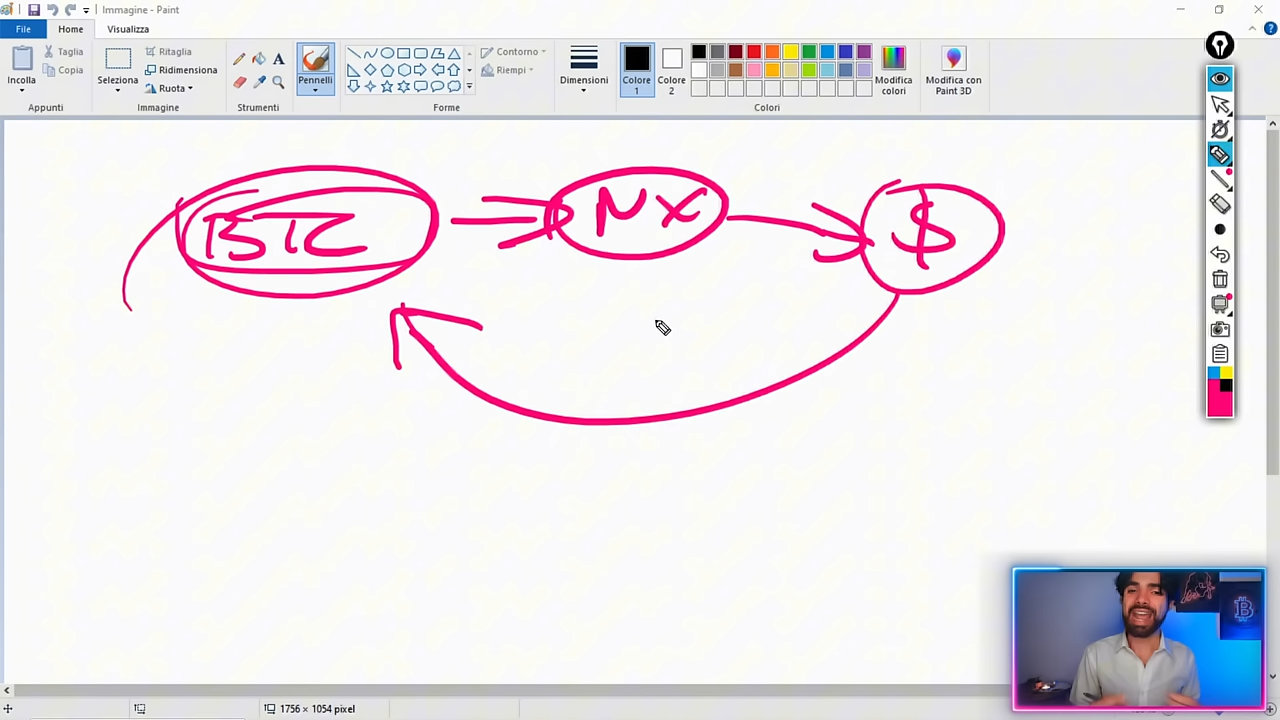 Immagine - Paint
File
Home
Visualizza
Incolla
Taglia
Copia
Appunti
Seleziona
Ritaglia
Ridimensiona
Ruota
Immagine
A
Strumenti
Pennelli
Contorno
Riempi
Forme
Dimensioni
Colore 1
Colore 2
Colori
Modifica colori
Modifica con Paint 3D
BTC
NX
$
1756 × 1054 pixel